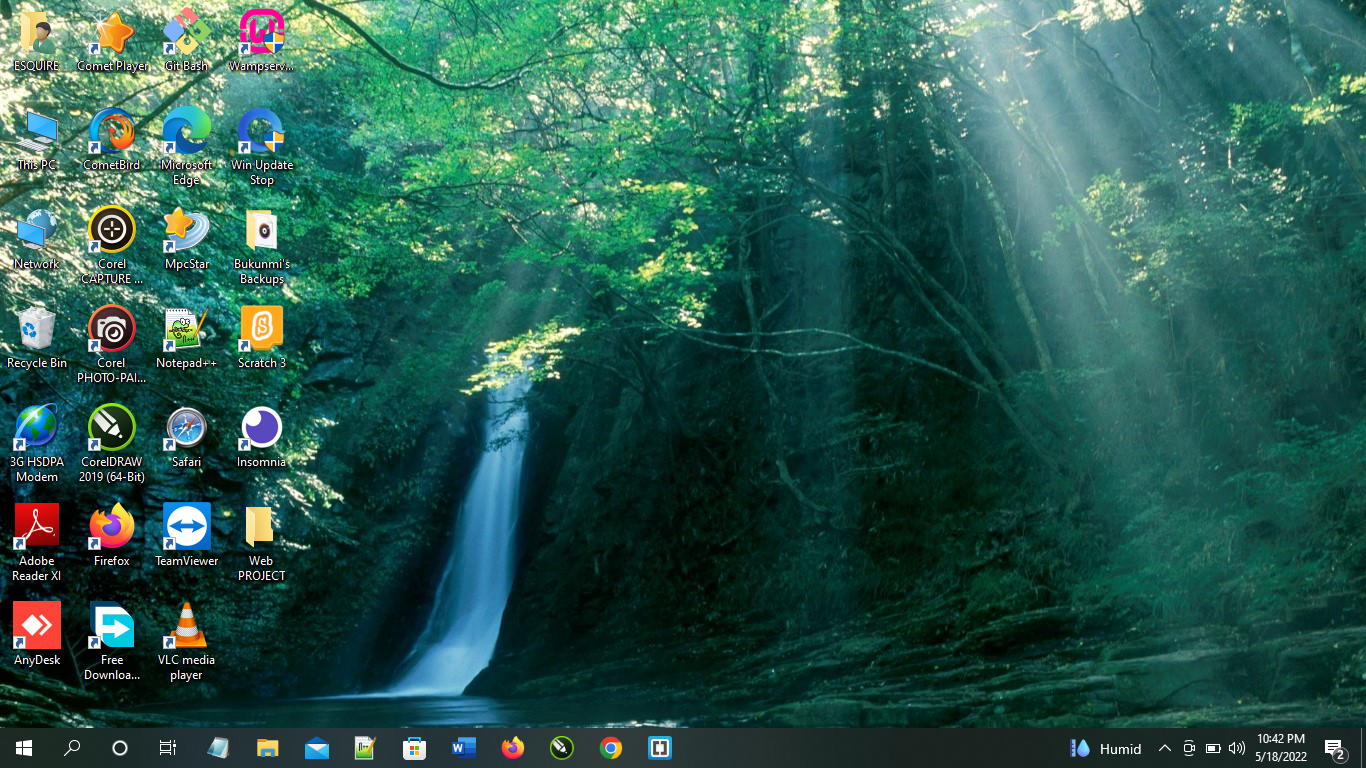 ESQUIRE
Comet Player
Git Bash
Wampserv...
This PC
CometBird
Microsoft
Edge
Win Update
Stop
Network
Corel
CAPTURE ...
MpcStar
Bukunmi's
Backups
Recycle Bin
Corel
PHOTO-PAI...
Notepad++
Scratch 3
3G HSDPA
Modem
CorelDRAW
2019 (64-Bit)
Safari
Insomnia
Adobe
Reader XI
Firefox
TeamViewer
Web
PROJECT
AnyDesk
Free
Downloa...
VLC media
player
Humid
10:42 PM
5/18/2022
2